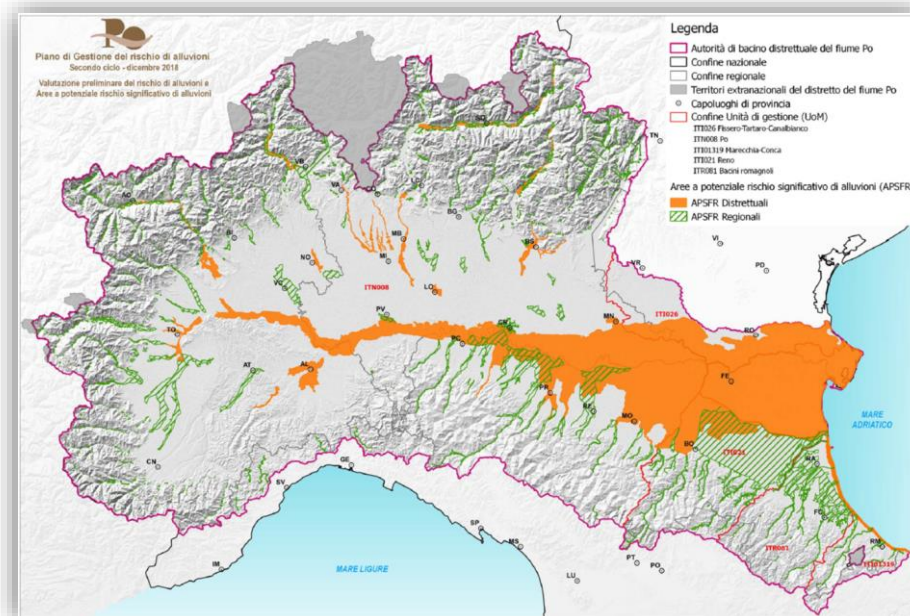 Po
Piano di Gestione del rischio di alluvioni
Secondo ciclo - dicembre 2018
Valutazione preliminare del rischio di alluvioni e
Aree a potenziale rischio significativo di alluvioni
Legenda
Autorità di bacino distrettuale del fiume Po
Confine nazionale
Confine regionale
Territori extranazionali del distretto del fiume Po
Capoluoghi di provincia
Confine Unità di gestione (UoM)
ITI026 Fissero-Tartaro-Canalbianco
ITN008 Po
ITI01319 Marecchia-Conca
ITI021 Reno
ITR081 Bacini romagnoli
Aree a potenziale rischio significativo di alluvioni (APSFR
APSFR Distrettuali
APSFR Regionali
SO
TN
VB
AO
VA
CO
LC
BG
BI
MB
BS
VI
NO
MI
VR
PD
VC
ITN008
LO
MN
ITI026
PV
TO
CR
RO
PC
AT
AL
FE
PR
RE
MO
MARE
ADRIATICO
BO
ITI021
RA
CN
GE
SV
FC
SP
ITR081
RM
MS
ITI01319
IM
MARE LIGURE
PT
PO
LU